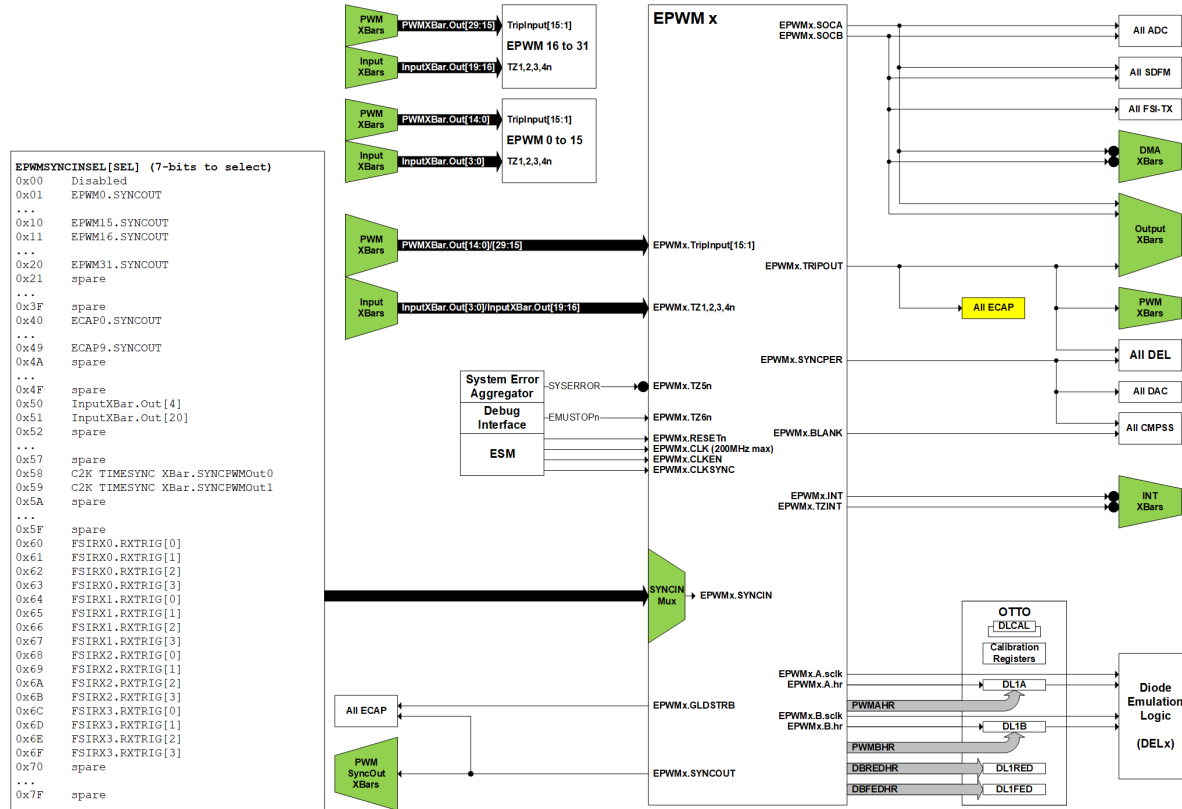 EPWMSYNCINSEL[SEL] (7-bits to select)
0x00 Disabled
0x01 EPWM0.SYNCOUT
...
0x10 EPWM15.SYNCOUT
0x11 EPWM16.SYNCOUT
...
0x20 EPWM31.SYNCOUT
0x21 spare
...
0x3F spare
0x40 ECAP0.SYNCOUT
...
0x49 ECAP9.SYNCOUT
0x4A spare
...
0x4F spare
0x50 InputXBar.Out[4]
0x51 InputXBar.Out[20]
0x52 spare
...
0x57 spare
0x58 C2K TIMESYNC XBar.SYNCPWMOut0
0x59 C2K TIMESYNC XBar.SYNCPWMOut1
0x5A spare
...
0x5F spare
0x60 FSIRX0.RXTRIG[0]
0x61 FSIRX0.RXTRIG[1]
0x62 FSIRX0.RXTRIG[2]
0x63 FSIRX0.RXTRIG[3]
0x64 FSIRX1.RXTRIG[0]
0x65 FSIRX1.RXTRIG[1]
0x66 FSIRX1.RXTRIG[2]
0x67 FSIRX1.RXTRIG[3]
0x68 FSIRX2.RXTRIG[0]
0x69 FSIRX2.RXTRIG[1]
0x6A FSIRX2.RXTRIG[2]
0x6B FSIRX2.RXTRIG[3]
0x6C FSIRX3.RXTRIG[0]
0x6D FSIRX3.RXTRIG[1]
0x6E FSIRX3.RXTRIG[2]
0x6F FSIRX3.RXTRIG[3]
0x70 spare
...
0x7F spare
PWM
XBars
PWMXBar.Out[29:15]
TripInput[15:1]
EPWM 16 to 31
Input
XBars
InputXBar.Out[19:16]
TZ1,2,3,4n
PWM
XBars
PWMXBar.Out[14:0]
TripInput[15:1]
EPWM 0 to 15
Input
XBars
InputXBar.Out[3:0]
TZ1,2,3,4n
PWM
XBars
PWMXBar.Out[14:0]/[29:15]
Input
XBars
InputXBar.Out[3:0]/InputXBar.Out[19:16]
System Error
Aggregator
SYSERROR
Debug
Interface
EMUSTOPn
ESM
All ECAP
PWM
SyncOut
XBars
EPWM x
EPWMx.TripInput[15:1]
EPWMx.TZ1,2,3,4n
EPWMx.TZ5n
EPWMx.TZ6n
EPWMx.RESETn
EPWMx.CLK (200MHz max)
EPWMx.CLKEN
EPWMx.CLKSYNC
SYNCIN
Mux
EPWMx.SYNCIN
EPWMx.GLDSTRB
EPWMx.SYNCOUT
EPWMx.SOCA
EPWMx.SOCB
EPWMx.TRIPOUT
EPWMx.SYNCPER
EPWMx.BLANK
EPWMx.INT
EPWMx.TZINT
EPWMx.A.sclk
EPWMx.A.hr
PWMAHR
EPWMx.B.sclk
EPWMx.B.hr
PWMBHR
DBREDHR
DBFEDHR
All ECAP
OTTO
DLCAL
Calibration
Registers
DL1A
DL1B
DL1RED
DL1FED
All ADC
All SDFM
All FSI-TX
DMA
XBars
Output
XBars
PWM
XBars
All DEL
All DAC
All CMPSS
INT
XBars
Diode
Emulation
Logic
(DELx)